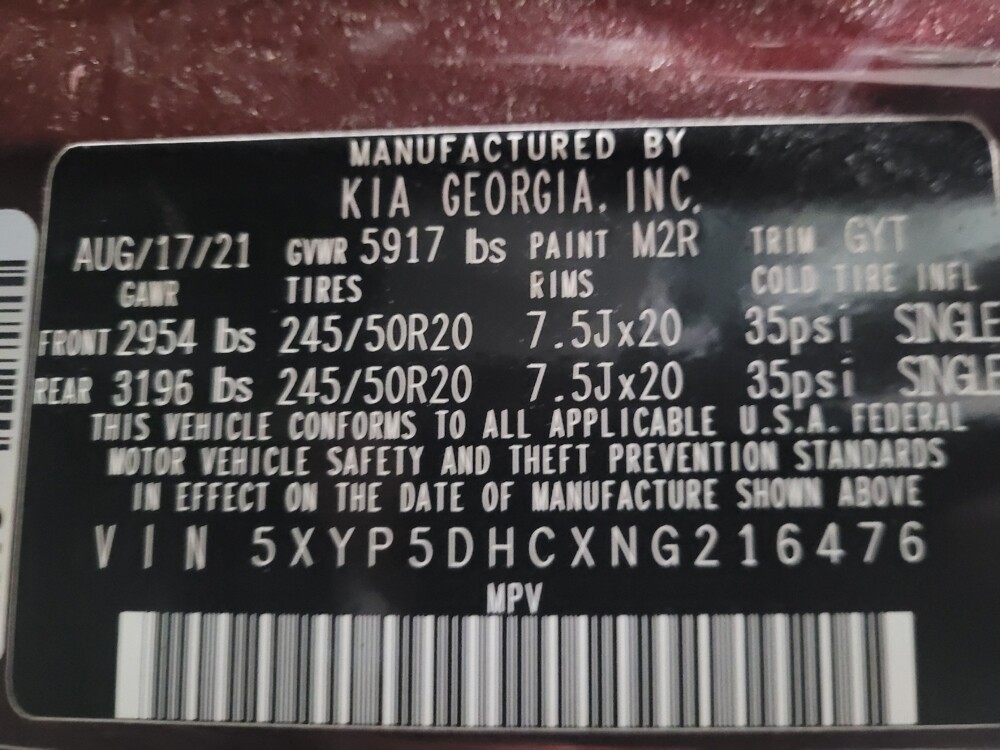 MANUFACTURED BY
KIA GEORGIA, INC.
AUG/17/21 GVWR 5917 lbs PAINT M2R TRIM GYT
GAWR TIRES RIMS COLD TIRE INFL
FRONT 2954 lbs 245/50R20 7.5Jx20 35psi SINGLE
REAR 3196 lbs 245/50R20 7.5Jx20 35psi SINGLE
THIS VEHICLE CONFORMS TO ALL APPLICABLE U.S.A. FEDERAL
MOTOR VEHICLE SAFETY AND THEFT PREVENTION STANDARDS
IN EFFECT ON THE DATE OF MANUFACTURE SHOWN ABOVE
VIN 5XYP5DHCXNG216476
MPV